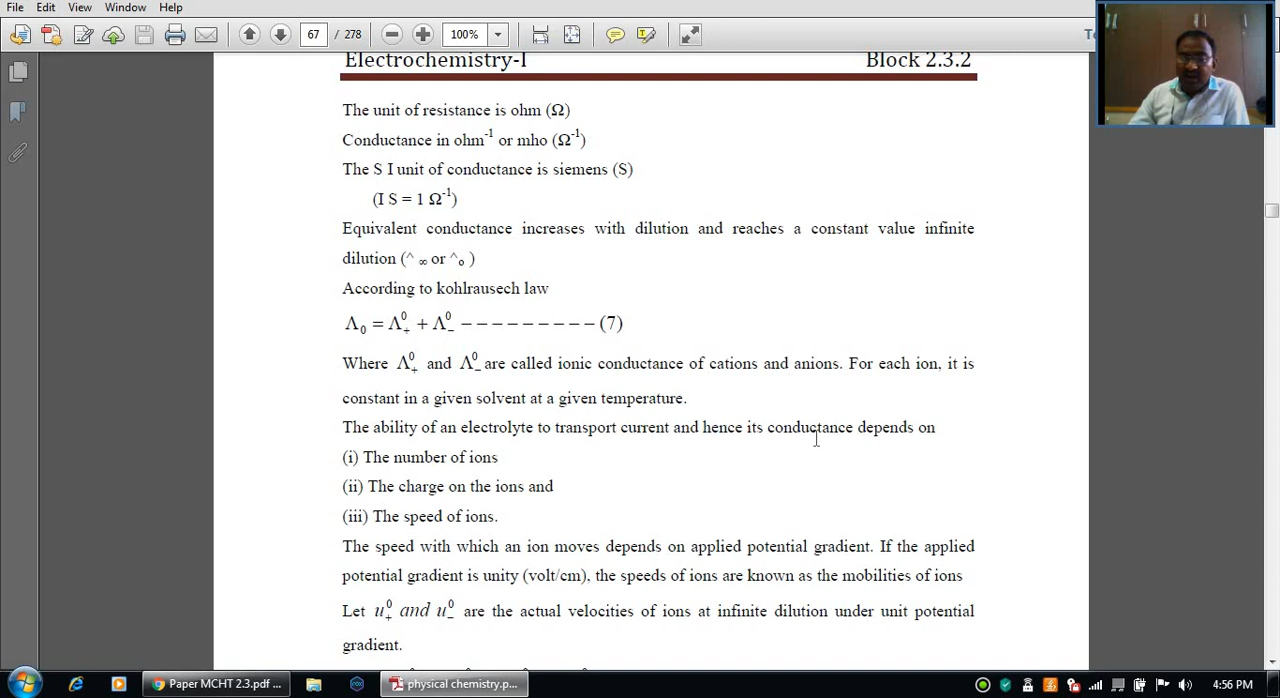 File Edit View Window Help
67 / 278 100%
Electrochemistry-I Block 2.3.2
The unit of resistance is ohm (Ω)
Conductance in ohm⁻¹ or mho (Ω⁻¹)
The S I unit of conductance is siemens (S)
(I S = 1 Ω⁻¹)
Equivalent conductance increases with dilution and reaches a constant value infinite
dilution (^ ∞ or ^₀ )
According to kohlrausech law
Λ₀ = Λ₊⁰ + Λ₋⁰ − − − − − − − − − (7)
Where Λ₊⁰ and Λ₋⁰ are called ionic conductance of cations and anions. For each ion, it is
constant in a given solvent at a given temperature.
The ability of an electrolyte to transport current and hence its conductance depends on
(i) The number of ions
(ii) The charge on the ions and
(iii) The speed of ions.
The speed with which an ion moves depends on applied potential gradient. If the applied
potential gradient is unity (volt/cm), the speeds of ions are known as the mobilities of ions
Let u₊⁰ and u₋⁰ are the actual velocities of ions at infinite dilution under unit potential
gradient.
Paper MCHT 2.3.pdf ... physical chemistry.p... 4:56 PM